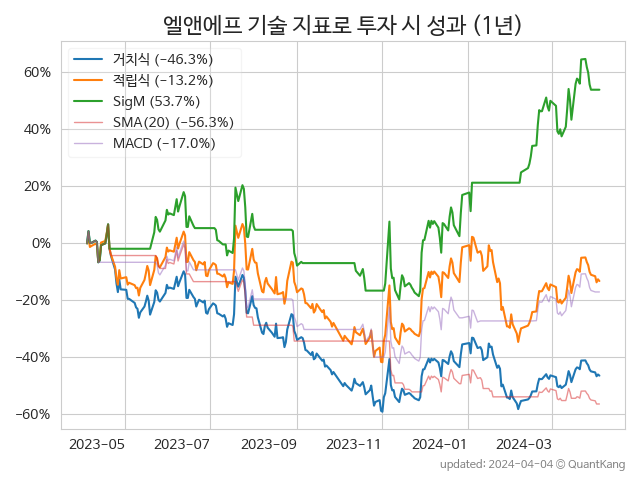 엘앤에프 기술 지표로 투자 시 성과 (1년)
거치식 (−46.3%)
적립식 (−13.2%)
SigM (53.7%)
SMA(20) (−56.3%)
MACD (−17.0%)
60%
40%
20%
0%
−20%
−40%
−60%
2023−05
2023−07
2023−09
2023−11
2024−01
2024−03
updated: 2024-04-04 © QuantKang